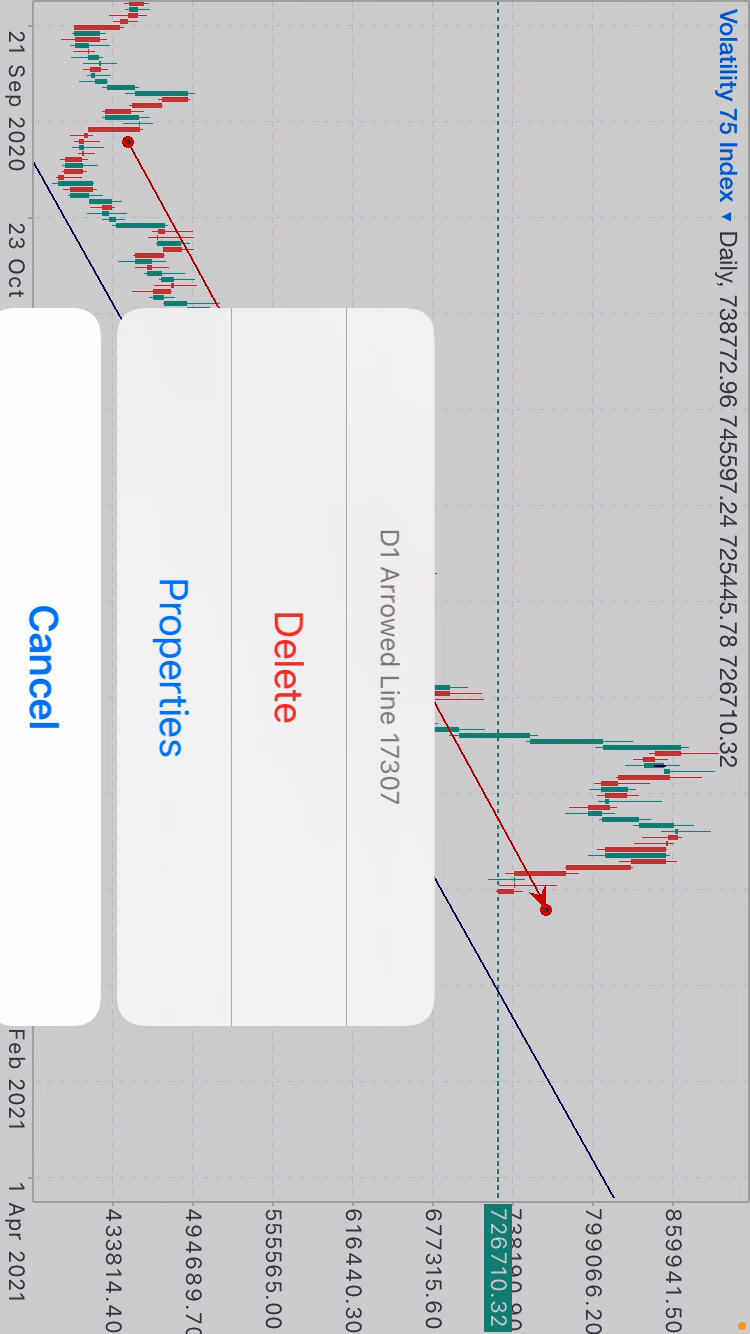 Volatility 75 Index ▾ Daily, 738772.96 745597.24 725445.78 726710.32
859941.50
799066.20
738190.90
726710.32
677315.60
616440.30
555565.00
494689.70
433814.40
D1 Arrowed Line 17307
Delete
Properties
Cancel
21 Sep 2020
23 Oct
Feb 2021
1 Apr 2021